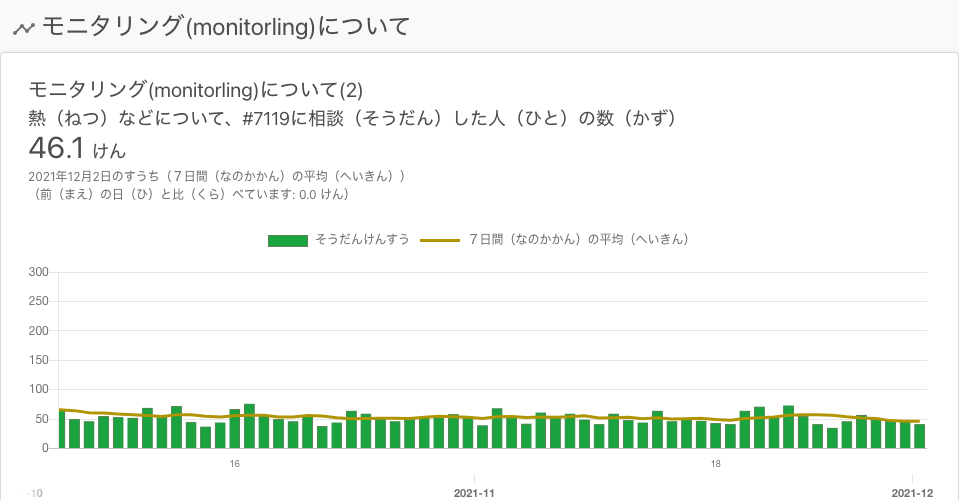 モニタリング(monitorling)について
モニタリング(monitorling)について(2)
熱（ねつ）などについて、#7119に相談（そうだん）した人（ひと）の数（かず）
46.1 けん
2021年12月2日のすうち（７日間（なのかかん）の平均（へいきん））
（前（まえ）の日（ひ）と比（くら）べています: 0.0 けん）
そうだんけんすう
７日間（なのかかん）の平均（へいきん）
300
250
200
150
100
50
0
16
18
-10
2021-11
2021-12